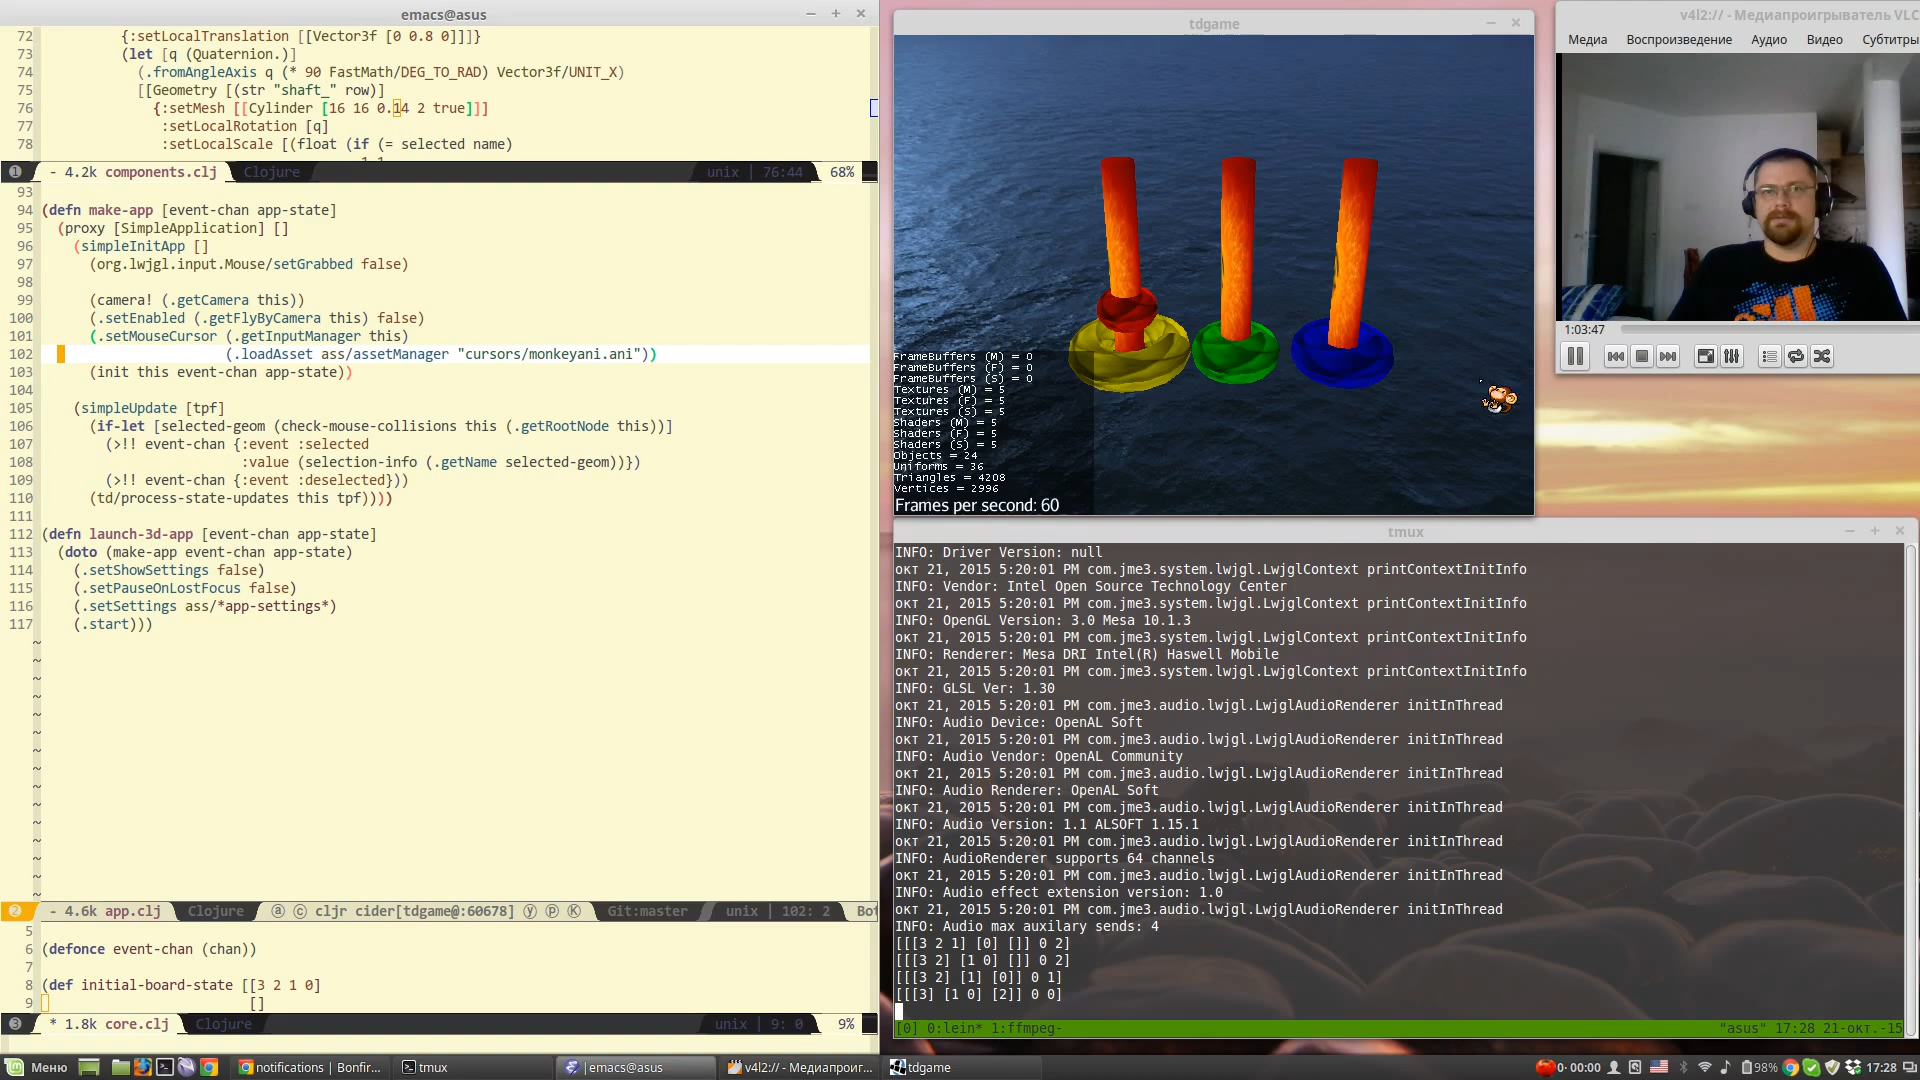 emacs@asus
72 {:setLocalTranslation [[Vector3f [0 0.8 0]]]}
73 (let [q (Quaternion.)]
74 (.fromAngleAxis q (* 90 FastMath/DEG_TO_RAD) Vector3f/UNIT_X)
75 [[Geometry [(str "shaft_" row)]
76 {:setMesh [[Cylinder [16 16 0.14 2 true]]]
77 :setLocalRotation [q]
78 :setLocalScale [(float (if (= selected name)
1 - 4.2k components.clj Clojure unix | 76:44 68%
93
94 (defn make-app [event-chan app-state]
95 (proxy [SimpleApplication] []
96 (simpleInitApp []
97 (org.lwjgl.input.Mouse/setGrabbed false)
98
99 (camera! (.getCamera this))
100 (.setEnabled (.getFlyByCamera this) false)
101 (.setMouseCursor (.getInputManager this)
102 (.loadAsset ass/assetManager "cursors/monkeyani.ani"))
103 (init this event-chan app-state))
104
105 (simpleUpdate [tpf]
106 (if-let [selected-geom (check-mouse-collisions this (.getRootNode this))]
107 (>!! event-chan {:event :selected
108 :value (selection-info (.getName selected-geom))})
109 (>!! event-chan {:event :deselected}))
110 (td/process-state-updates this tpf))))
111
112 (defn launch-3d-app [event-chan app-state]
113 (doto (make-app event-chan app-state)
114 (.setShowSettings false)
115 (.setPauseOnLostFocus false)
116 (.setSettings ass/*app-settings*)
117 (.start)))
2 - 4.6k app.clj Clojure ⓐ ⓒ cljr cider[tdgame@:60678] ⓨ ⓟ Ⓚ Git:master unix | 102: 2 Bot
5
6 (defonce event-chan (chan))
7
8 (def initial-board-state [[3 2 1 0]
9 []
3 * 1.8k core.clj Clojure unix | 9: 0 9%
tdgame
FrameBuffers (M) = 0
FrameBuffers (F) = 0
FrameBuffers (S) = 0
Textures (M) = 5
Textures (F) = 5
Textures (S) = 5
Shaders (M) = 5
Shaders (F) = 5
Shaders (S) = 5
Objects = 24
Uniforms = 36
Triangles = 4208
Vertices = 2996
Frames per second: 60
v4l2:// - Медиапроигрыватель VLC
Медиа Воспроизведение Аудио Видео Субтитры
1:03:47
tmux
INFO: Driver Version: null
окт 21, 2015 5:20:01 PM com.jme3.system.lwjgl.LwjglContext printContextInitInfo
INFO: Vendor: Intel Open Source Technology Center
окт 21, 2015 5:20:01 PM com.jme3.system.lwjgl.LwjglContext printContextInitInfo
INFO: OpenGL Version: 3.0 Mesa 10.1.3
окт 21, 2015 5:20:01 PM com.jme3.system.lwjgl.LwjglContext printContextInitInfo
INFO: Renderer: Mesa DRI Intel(R) Haswell Mobile
окт 21, 2015 5:20:01 PM com.jme3.system.lwjgl.LwjglContext printContextInitInfo
INFO: GLSL Ver: 1.30
окт 21, 2015 5:20:01 PM com.jme3.audio.lwjgl.LwjglAudioRenderer initInThread
INFO: Audio Device: OpenAL Soft
окт 21, 2015 5:20:01 PM com.jme3.audio.lwjgl.LwjglAudioRenderer initInThread
INFO: Audio Vendor: OpenAL Community
окт 21, 2015 5:20:01 PM com.jme3.audio.lwjgl.LwjglAudioRenderer initInThread
INFO: Audio Renderer: OpenAL Soft
окт 21, 2015 5:20:01 PM com.jme3.audio.lwjgl.LwjglAudioRenderer initInThread
INFO: Audio Version: 1.1 ALSOFT 1.15.1
окт 21, 2015 5:20:01 PM com.jme3.audio.lwjgl.LwjglAudioRenderer initInThread
INFO: AudioRenderer supports 64 channels
окт 21, 2015 5:20:01 PM com.jme3.audio.lwjgl.LwjglAudioRenderer initInThread
INFO: Audio effect extension version: 1.0
окт 21, 2015 5:20:01 PM com.jme3.audio.lwjgl.LwjglAudioRenderer initInThread
INFO: Audio max auxilary sends: 4
[[[3 2 1] [0] []] 0 2]
[[[3 2] [1 0] []] 0 2]
[[[3 2] [1] [0]] 0 1]
[[[3] [1 0] [2]] 0 0]
[0] 0:lein* 1:ffmpeg- "asus" 17:28 21-окт.-15
Меню notifications | Bonfir... tmux emacs@asus v4l2:// - Медиапроиг... tdgame 0· 00:00 98% 17:28